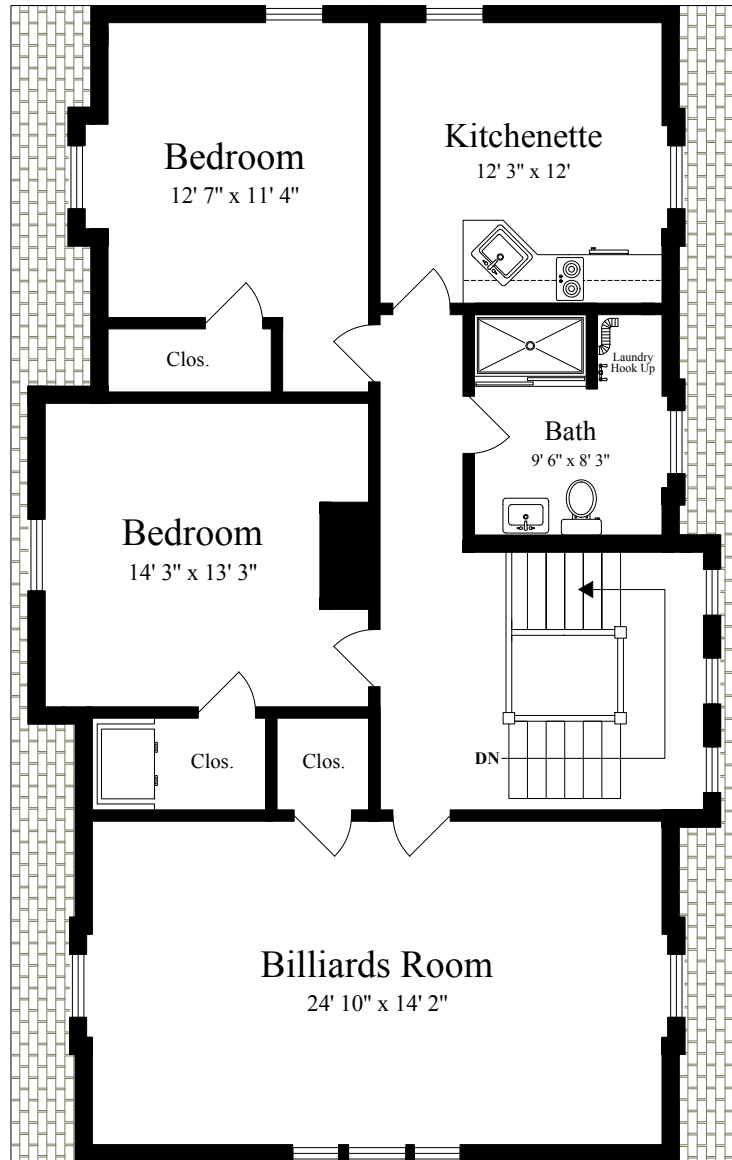 Bedroom
12' 7" x 11' 4"
Kitchenette
12' 3" x 12'
Clos.
Laundry
Hook Up
Bath
9' 6" x 8' 3"
Bedroom
14' 3" x 13' 3"
Clos.
Clos.
DN
Billiards Room
24' 10" x 14' 2"